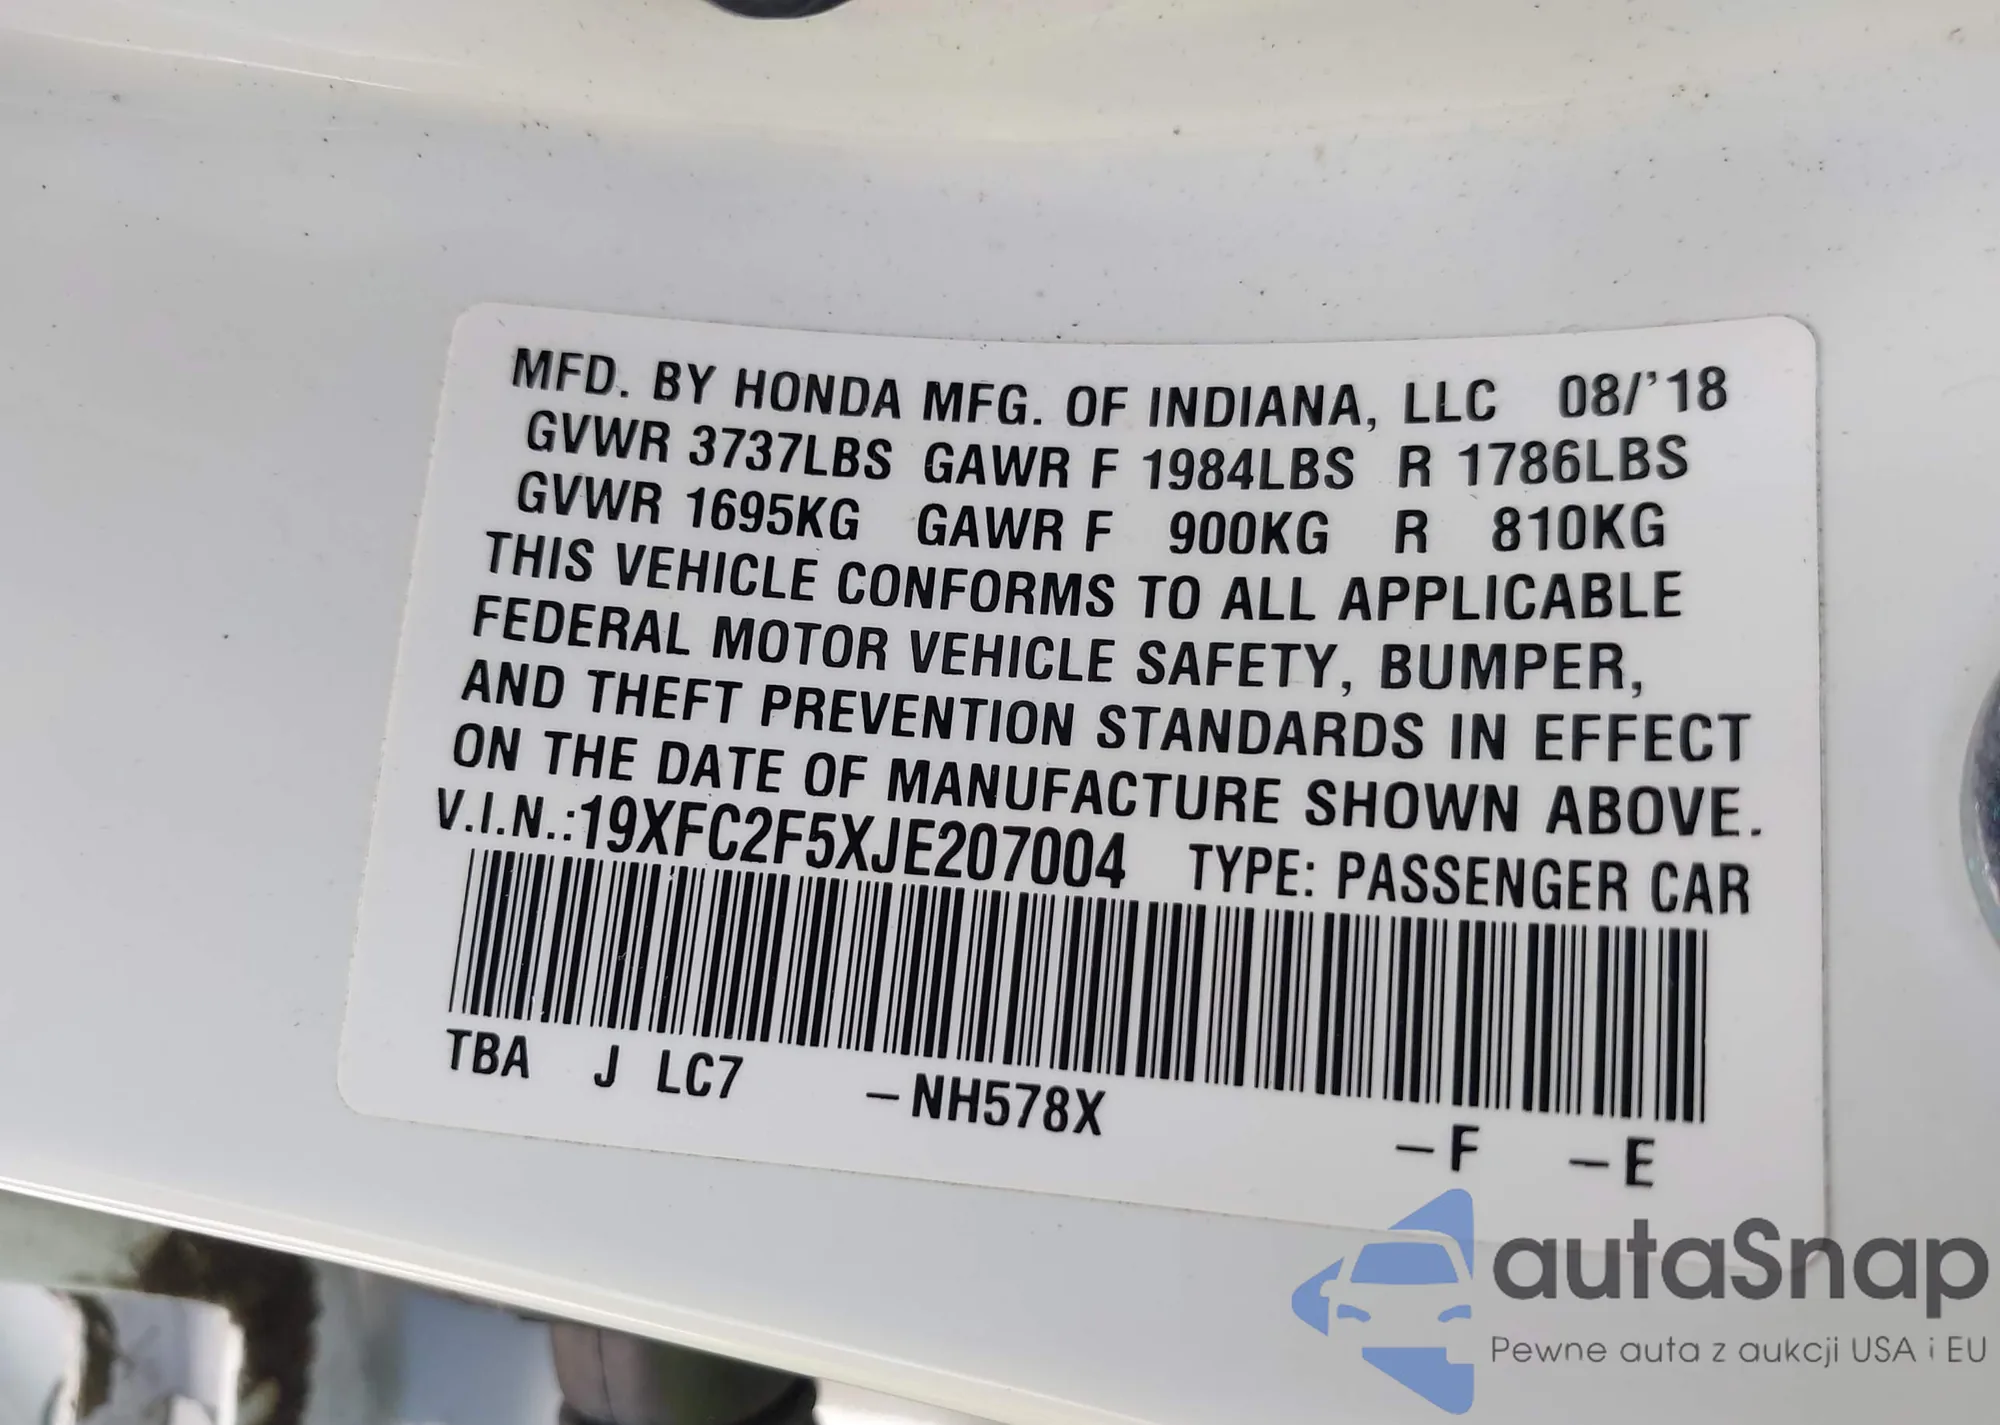 MFD. BY HONDA MFG. OF INDIANA, LLC 08/'18
GVWR 3737LBS GAWR F 1984LBS R 1786LBS
GVWR 1695KG GAWR F 900KG R 810KG
THIS VEHICLE CONFORMS TO ALL APPLICABLE
FEDERAL MOTOR VEHICLE SAFETY, BUMPER,
AND THEFT PREVENTION STANDARDS IN EFFECT
ON THE DATE OF MANUFACTURE SHOWN ABOVE.
V.I.N.:19XFC2F5XJE207004 TYPE: PASSENGER CAR
TBA J LC7 –NH578X –F –E
autaSnap
Pewne auta z aukcji USA i EU